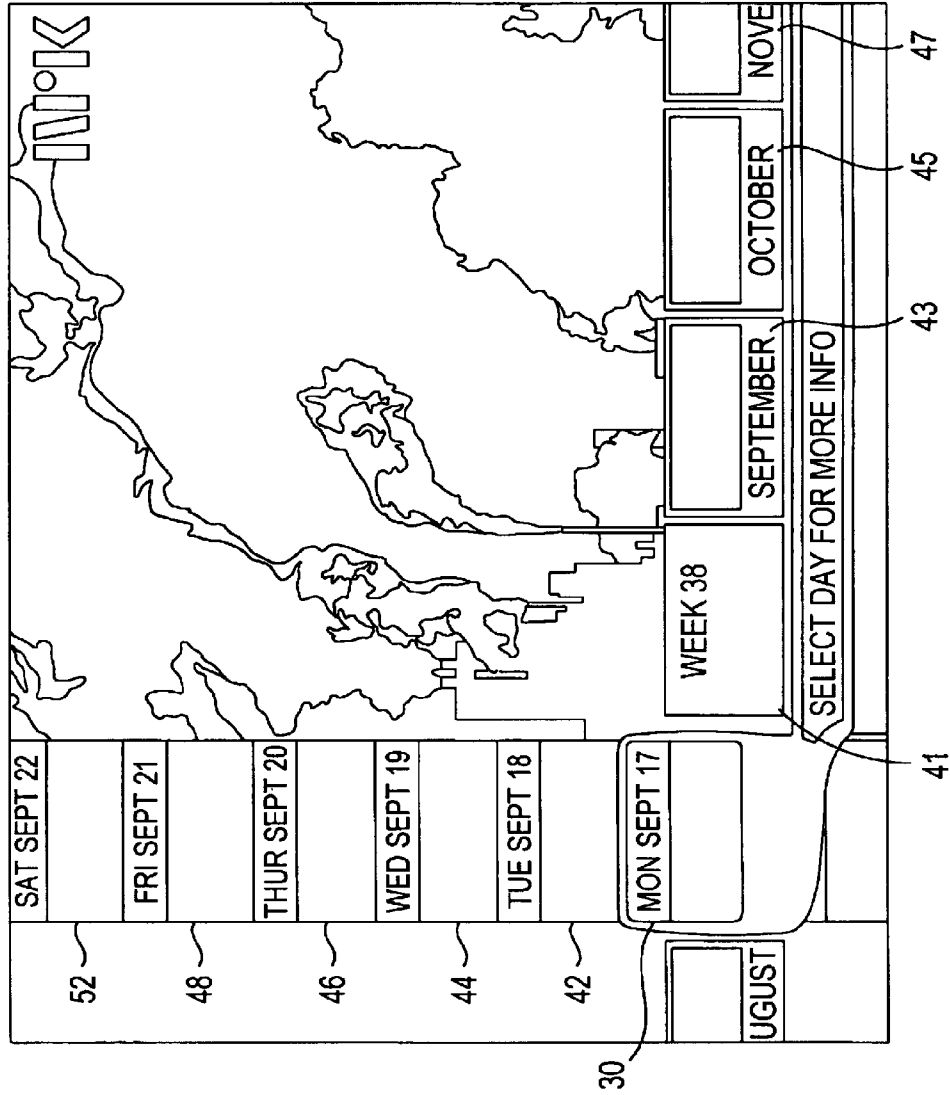 SAT SEPT 22
FRI SEPT 21
THUR SEPT 20
WED SEPT 19
TUE SEPT 18
MON SEPT 17
52
48
46
44
42
30
UGUST
WEEK 38
SEPTEMBER
OCTOBER
NOVE
SELECT DAY FOR MORE INFO
41
43
45
47